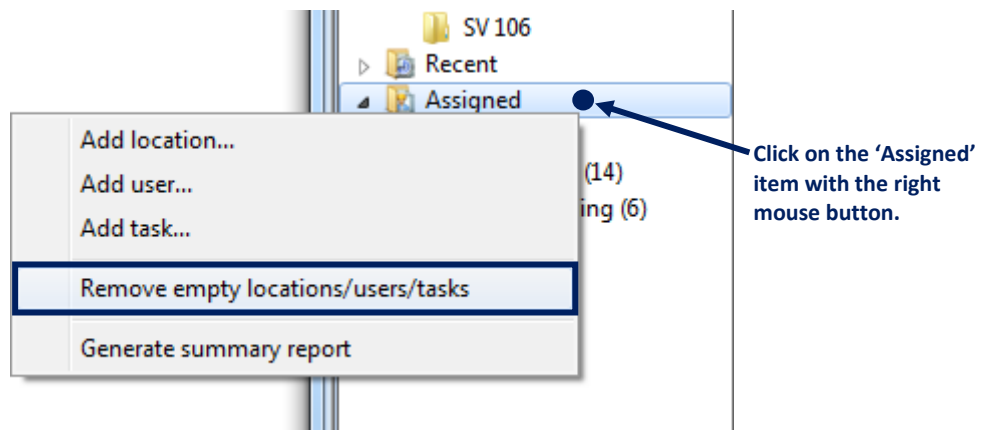 SV 106
Recent
Assigned
Add location...
Add user...
Add task...
Remove empty locations/users/tasks
Generate summary report
(14)
ing (6)
Click on the ‘Assigned’
item with the right
mouse button.